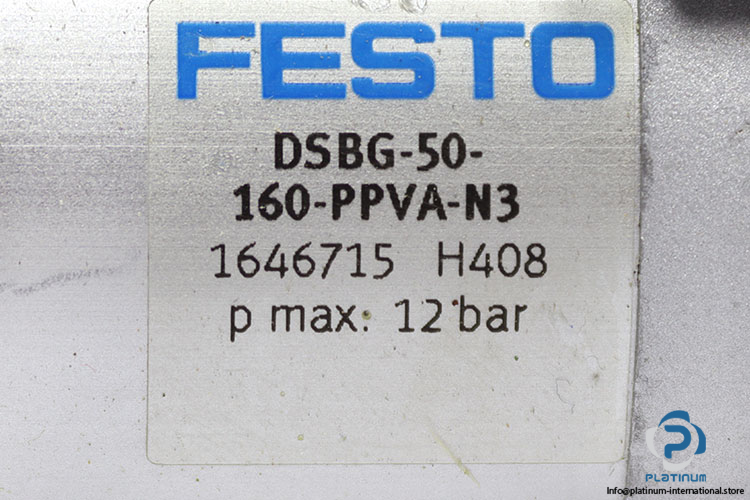 FESTO
DSBG-50-
160-PPVA-N3
1646715 H408
p max: 12 bar
PLATINUM
Info@platinum-international.store